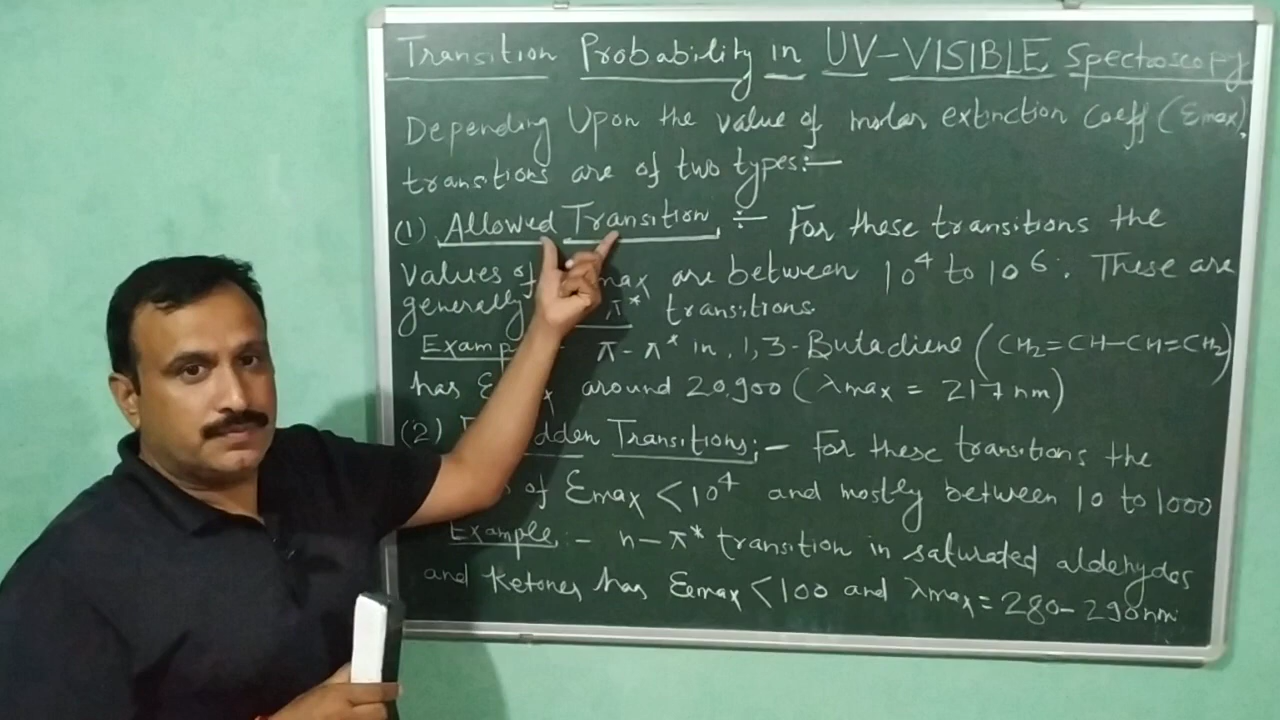 Transition Probability in UV-VISIBLE Spectroscopy
Depending Upon the value of molar extinction Coeff (Emax),
transitions are of two types:—
(1) Allowed Transition :— For these transitions the
Values of max are between 10⁴ to 10⁶. These are
generally π* transitions.
Examp - π-π* in 1,3-Butadiene (CH₂=CH-CH=CH₂)
has around 20,900 (λmax = 217 nm)
(2) dden Transitions:- For these transitions the
of Ɛmax < 10⁴ and mostly between 10 to 1000
Example:- n-π* transition in saturated aldehydes
and Ketones has Ɛmax < 100 and λmax = 280-290nm.